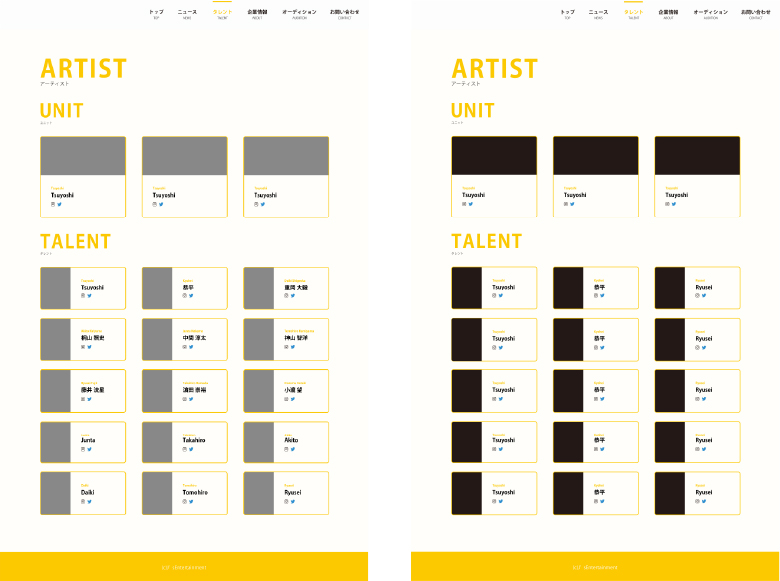 トップ ニュース タレント 企業情報 オーディション お問い合わせ
TOP NEWS TALENT ABOUT AUDITION CONTACT
ARTIST
アーティスト
UNIT
ユニット
Tsuyoshi Tsuyoshi Tsuyoshi
TALENT
タレント
Tsuyoshi 恭平 重岡 大毅
桐山 照史 中間 淳太 神山 智洋
藤井 流星 濵田 崇裕 小瀧 望
Junta Takahiro Akito
Daiki Tomohiro Ryusei
トップ ニュース タレント 企業情報 オーディション お問い合わせ
TOP NEWS TALENT ABOUT AUDITION CONTACT
ARTIST
アーティスト
UNIT
ユニット
Tsuyoshi Tsuyoshi Tsuyoshi
TALENT
タレント
Tsuyoshi 恭平 Ryusei
Tsuyoshi 恭平 Ryusei
Tsuyoshi 恭平 Ryusei
Tsuyoshi 恭平 Ryusei
Tsuyoshi 恭平 Ryusei